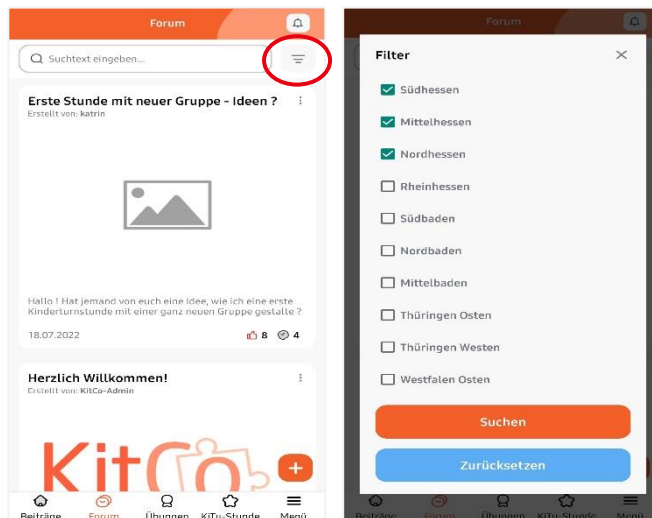 Forum
Suchtext eingeben...
Erste Stunde mit neuer Gruppe - Ideen ?
Erstellt von: katrin
Hallo ! Hat jemand von euch eine Idee, wie ich eine erste
Kinderturnstunde mit einer ganz neuen Gruppe gestalte ?
18.07.2022 8 4
Herzlich Willkommen!
Erstellt von: KitCo-Admin
KitCo
+
Beiträge Forum Übungen KiTu-Stunde Menü
Forum
Filter
Südhessen
Mittelhessen
Nordhessen
Rheinhessen
Südbaden
Nordbaden
Mittelbaden
Thüringen Osten
Thüringen Westen
Westfalen Osten
Suchen
Zurücksetzen
Beiträge Forum Übungen KiTu-Stunde Menü